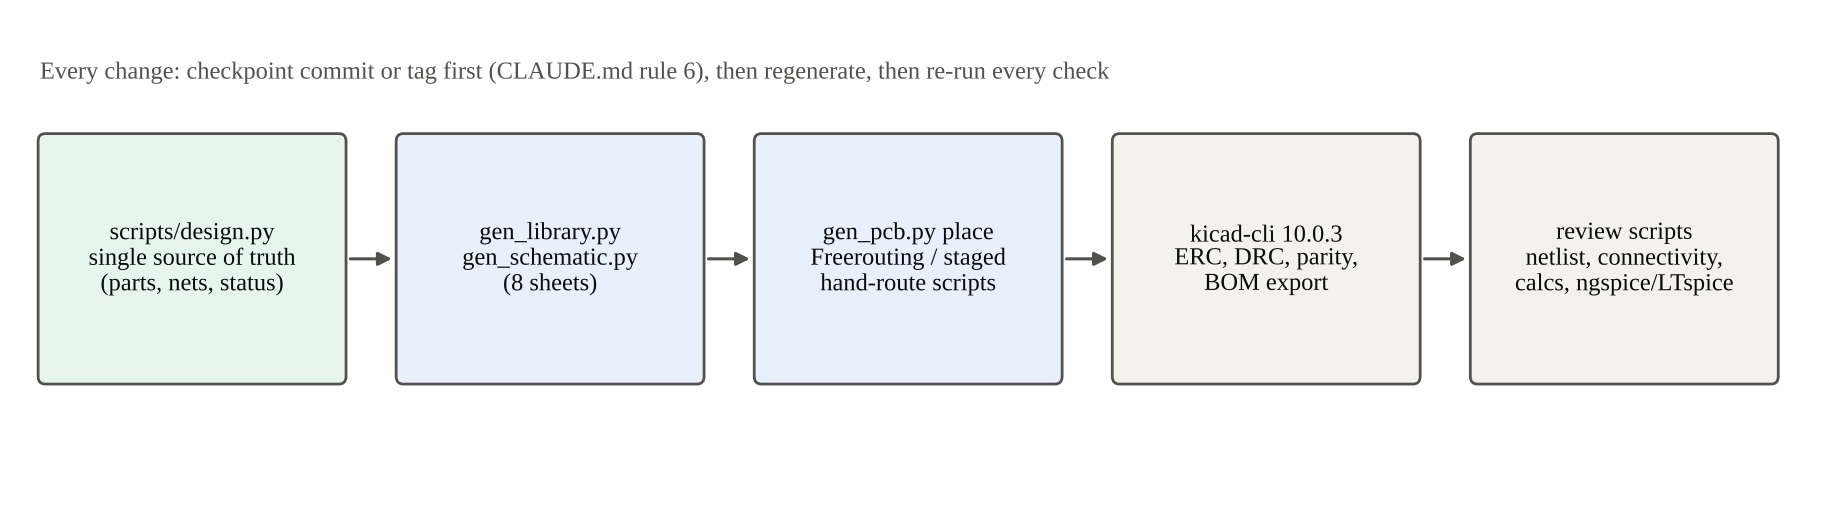 Every change: checkpoint commit or tag first (CLAUDE.md rule 6), then regenerate, then re-run every check
scripts/design.py
single source of truth
(parts, nets, status)
gen_library.py
gen_schematic.py
(8 sheets)
gen_pcb.py place
Freerouting / staged
hand-route scripts
kicad-cli 10.0.3
ERC, DRC, parity,
BOM export
review scripts
netlist, connectivity,
calcs, ngspice/LTspice